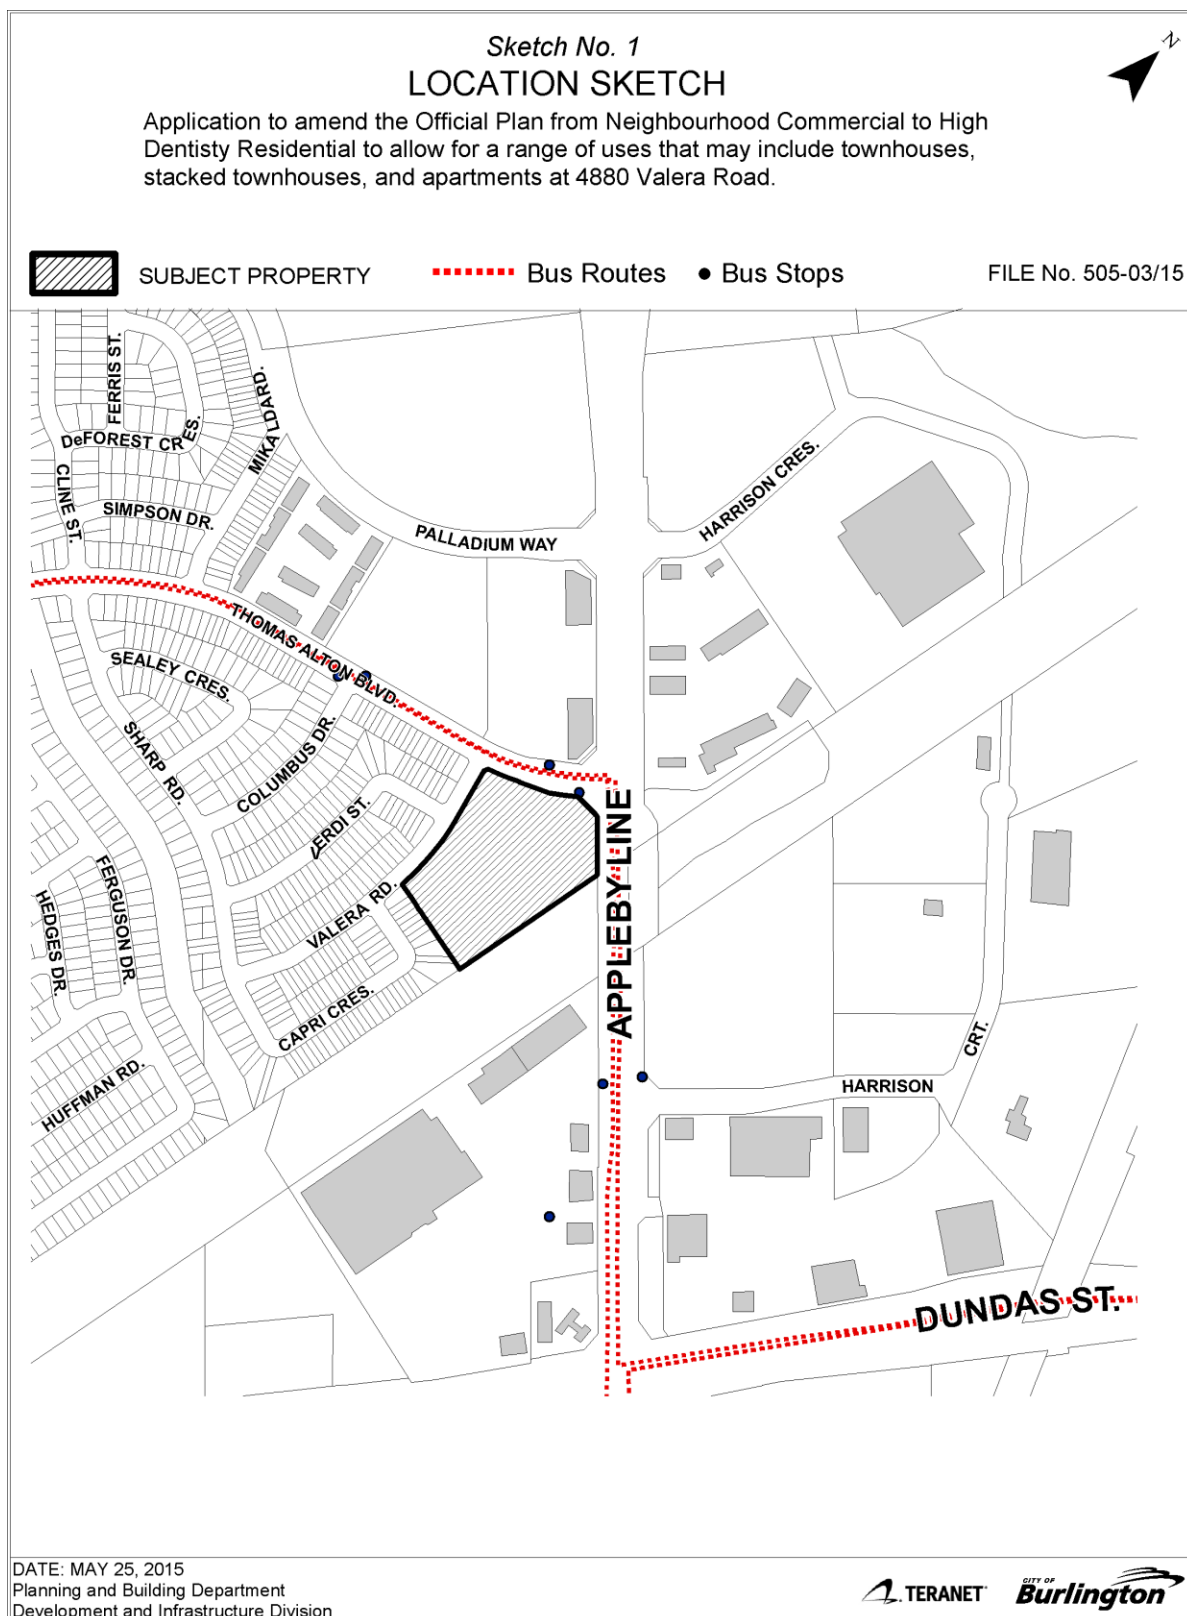 Sketch No. 1
LOCATION SKETCH
N
Application to amend the Official Plan from Neighbourhood Commercial to High
Dentisty Residential to allow for a range of uses that may include townhouses,
stacked townhouses, and apartments at 4880 Valera Road.
SUBJECT PROPERTY
Bus Routes
Bus Stops
FILE No. 505-03/15
FERRIS ST.
DeFOREST CRES.
MIKALDARD.
CLINE ST.
SIMPSON DR.
PALLADIUM WAY
HARRISON CRES.
THOMAS ALTON BLVD.
SEALEY CRES.
SHARP RD.
COLUMBUS DR.
VERDI ST.
APPLEBY LINE
FERGUSON DR.
HEDGES DR.
VALERA RD.
CAPRI CRES.
HUFFMAN RD.
HARRISON
CRT.
DUNDAS ST.
DATE: MAY 25, 2015
Planning and Building Department
Development and Infrastructure Division
TERANET
CITY OF
Burlington